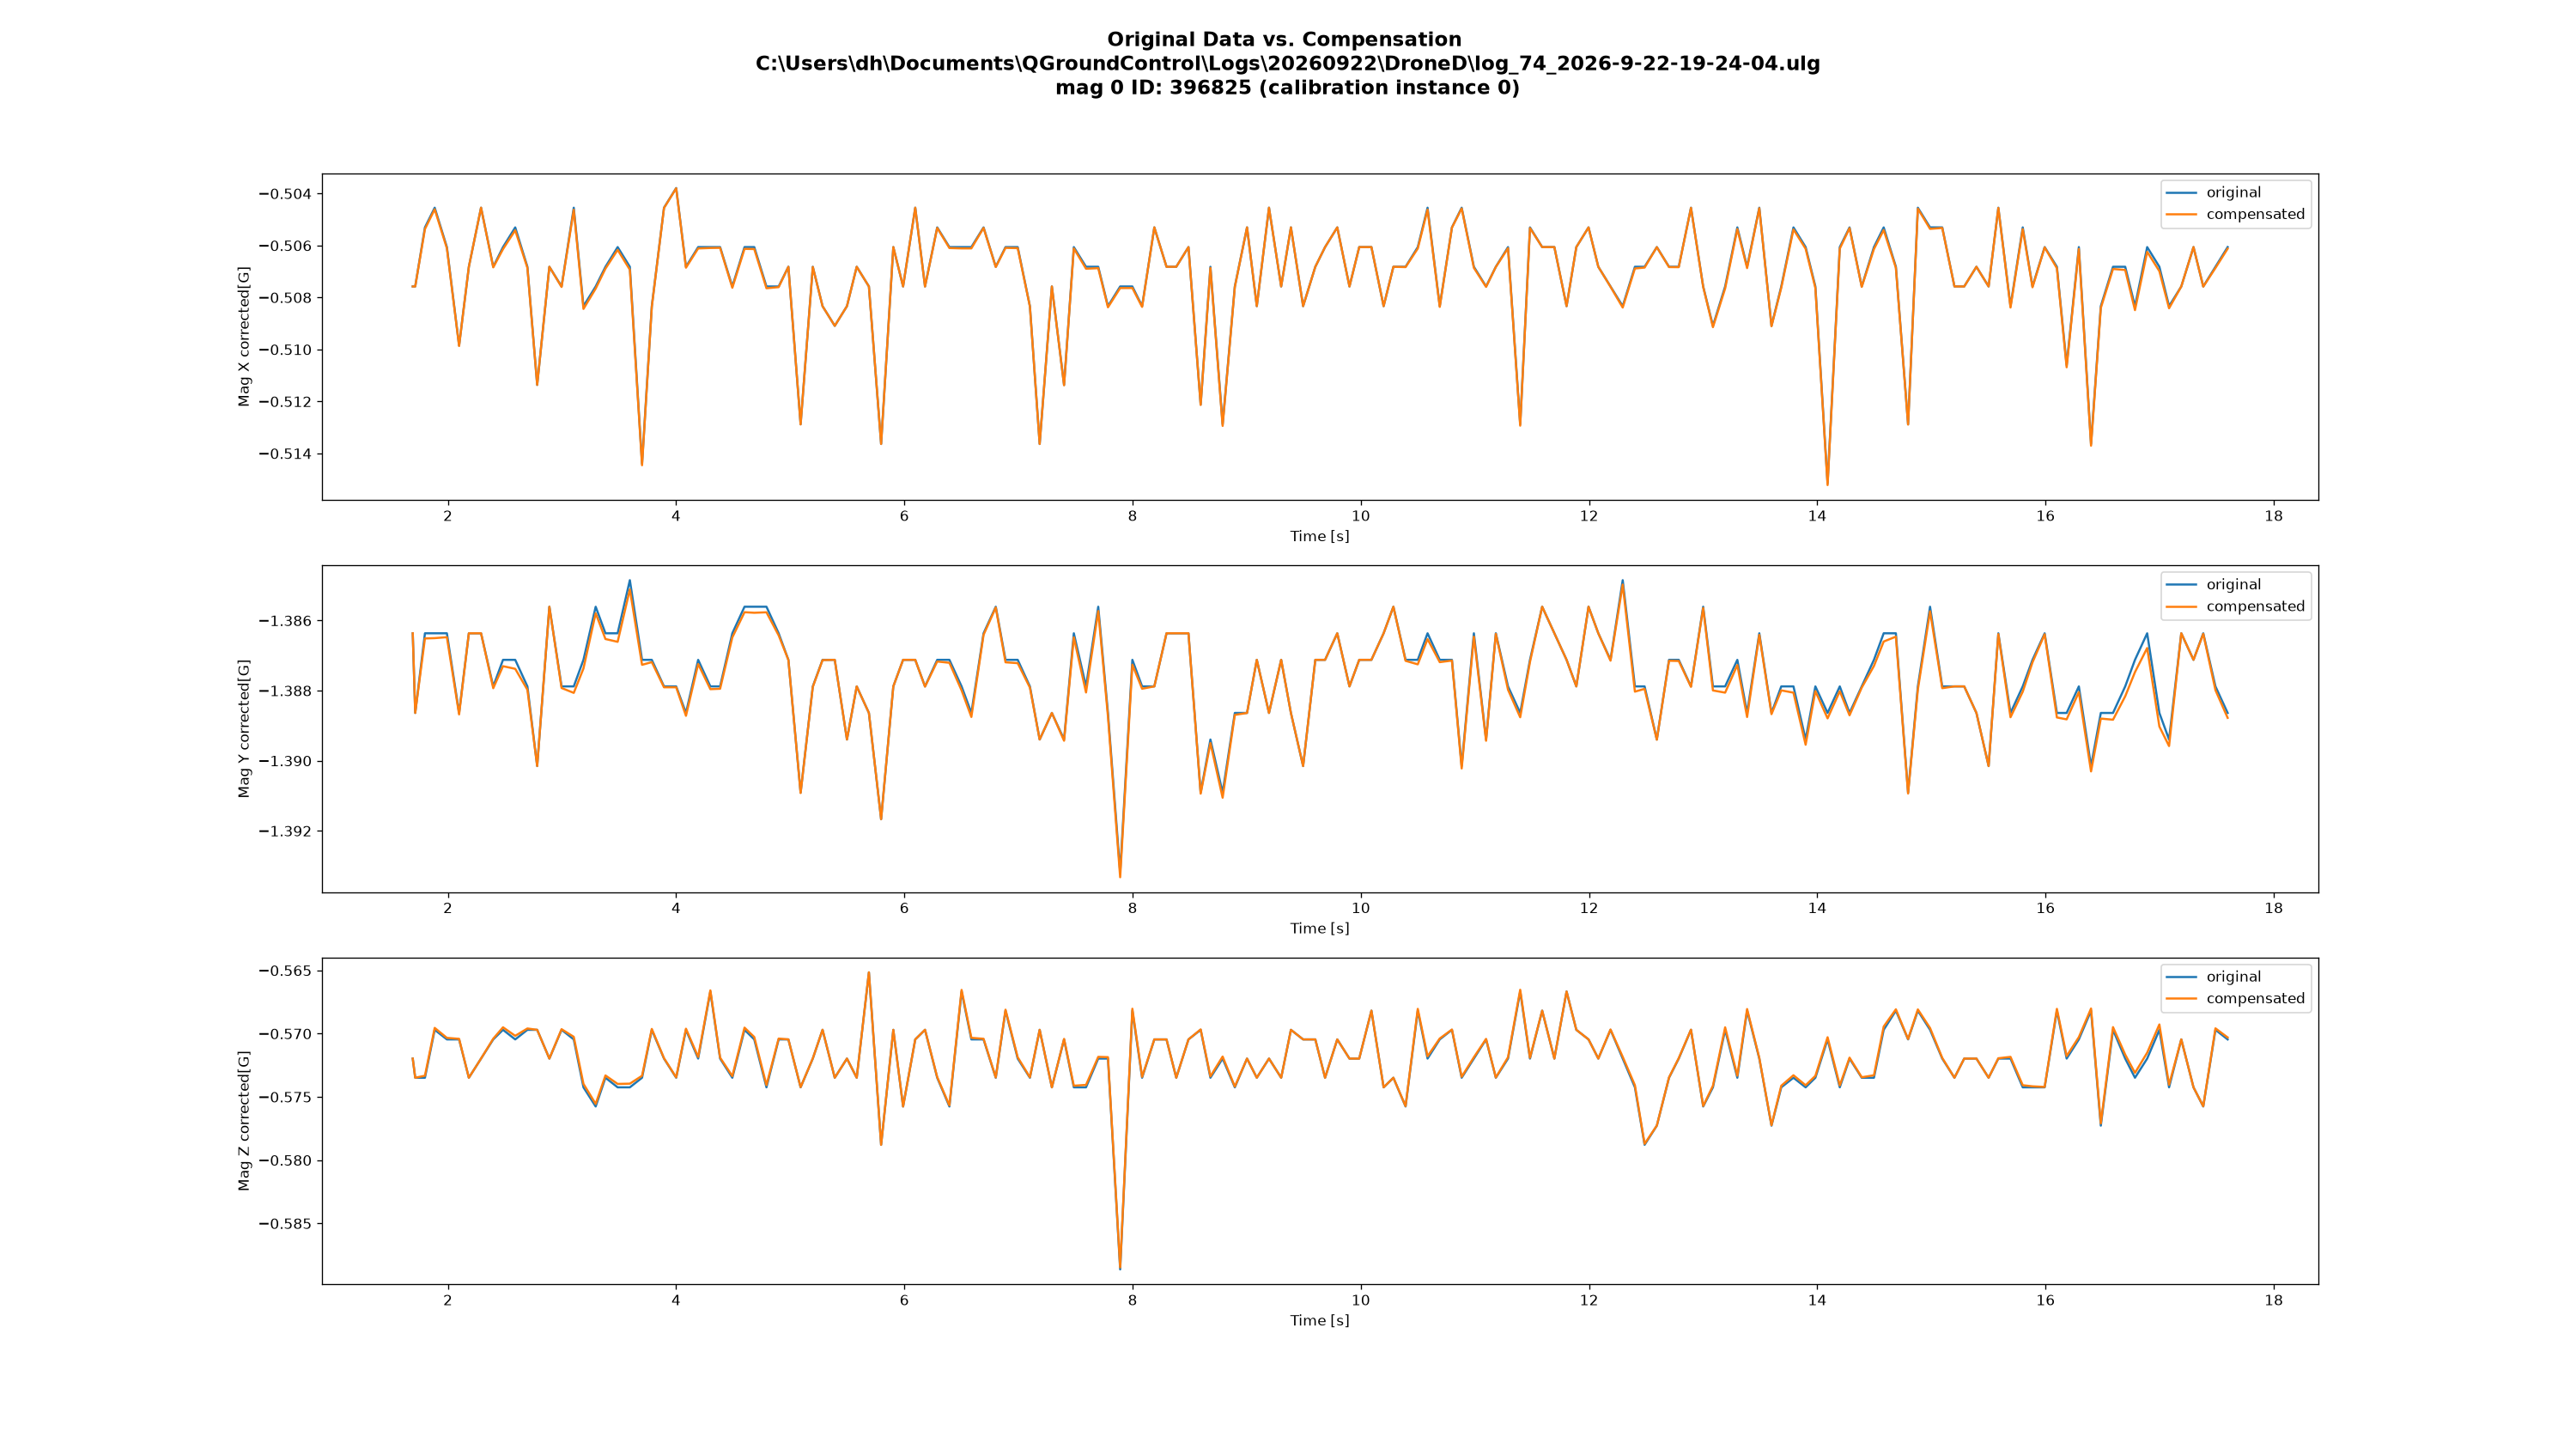 Original Data vs. Compensation
C:\Users\dh\Documents\QGroundControl\Logs\20260922\DroneD\log_74_2026-9-22-19-24-04.ulg
mag 0 ID: 396825 (calibration instance 0)
Mag X corrected[G]
−0.504
−0.506
−0.508
−0.510
−0.512
−0.514
original
compensated
2 4 6 8 10 12 14 16 18
Time [s]
Mag Y corrected[G]
−1.386
−1.388
−1.390
−1.392
original
compensated
2 4 6 8 10 12 14 16 18
Time [s]
Mag Z corrected[G]
−0.565
−0.570
−0.575
−0.580
−0.585
original
compensated
2 4 6 8 10 12 14 16 18
Time [s]